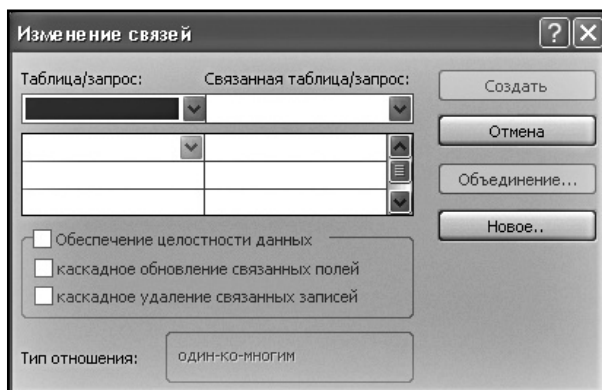 Изменение связей
Таблица/запрос: Связанная таблица/запрос:
Создать
Отмена
Объединение...
Новое..
Обеспечение целостности данных
каскадное обновление связанных полей
каскадное удаление связанных записей
Тип отношения: один-ко-многим